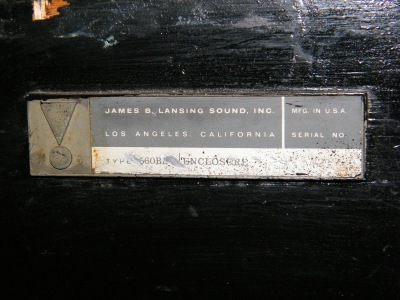 JAMES B. LANSING SOUND, INC.
MFG. IN U.S.A.
LOS ANGELES, CALIFORNIA
SERIAL NO.
TYPE ENCLOSURE